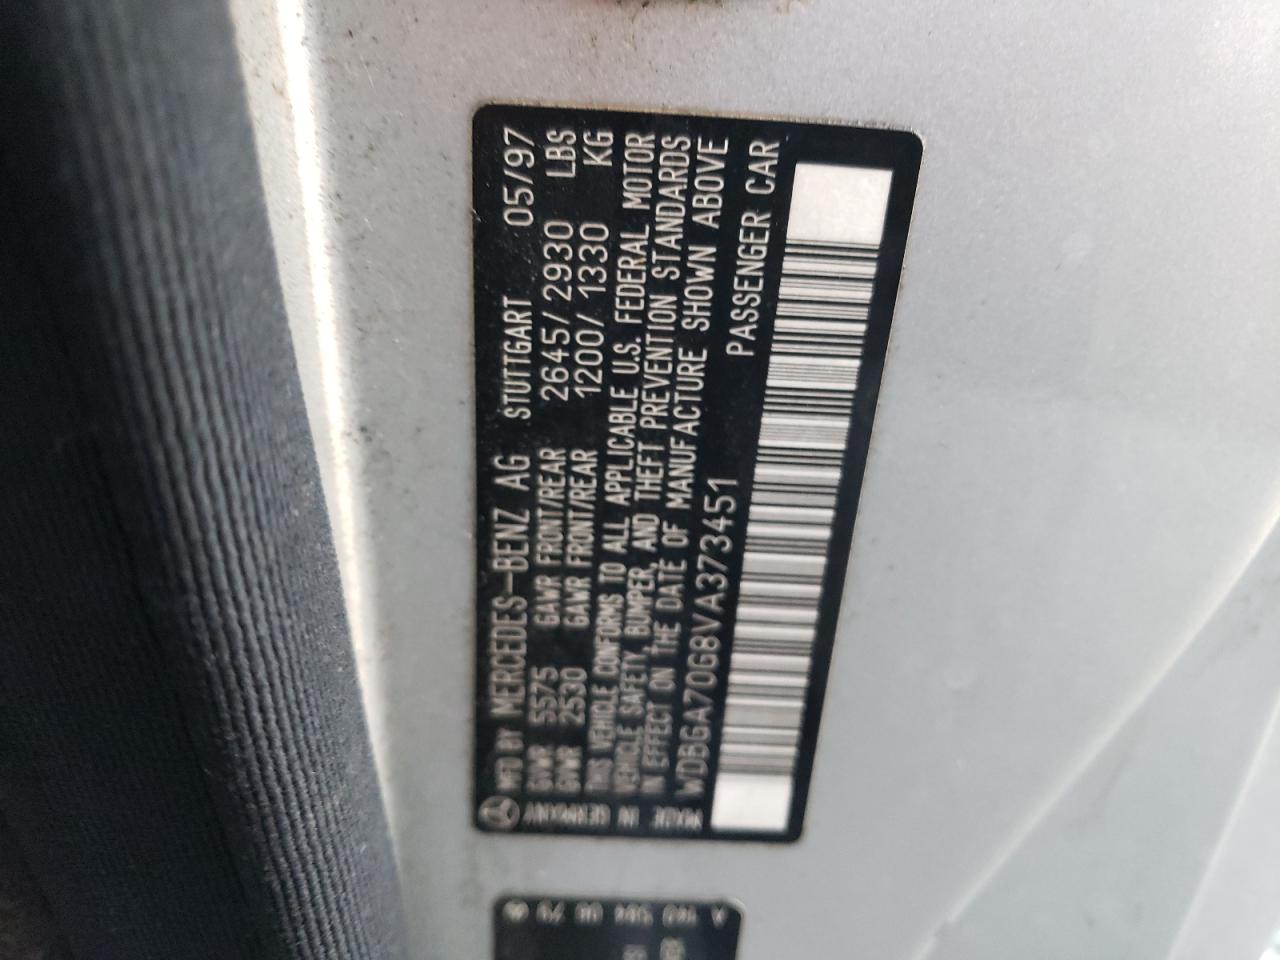 MFD BY MERCEDES-BENZ AG STUTTGART 05/97
GVWR 5575 GAWR FRONT/REAR 2645/2930 LBS
GVWR 2530 GAWR FRONT/REAR 1200/1330 KG
THIS VEHICLE CONFORMS TO ALL APPLICABLE U.S. FEDERAL MOTOR
VEHICLE SAFETY, BUMPER, AND THEFT PREVENTION STANDARDS
IN EFFECT ON THE DATE OF MANUFACTURE SHOWN ABOVE
WDBGA70G8VA373451 PASSENGER CAR
MADE IN GERMANY